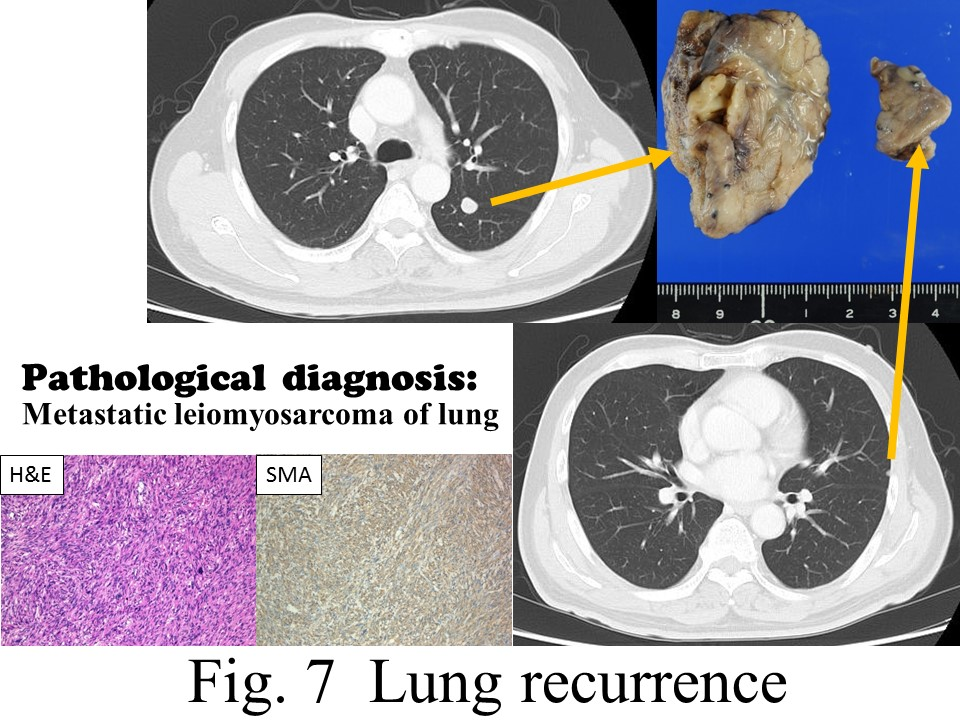 8 9 1 2 3 4
Pathological diagnosis:
Metastatic leiomyosarcoma of lung
H&E
SMA
Fig. 7 Lung recurrence